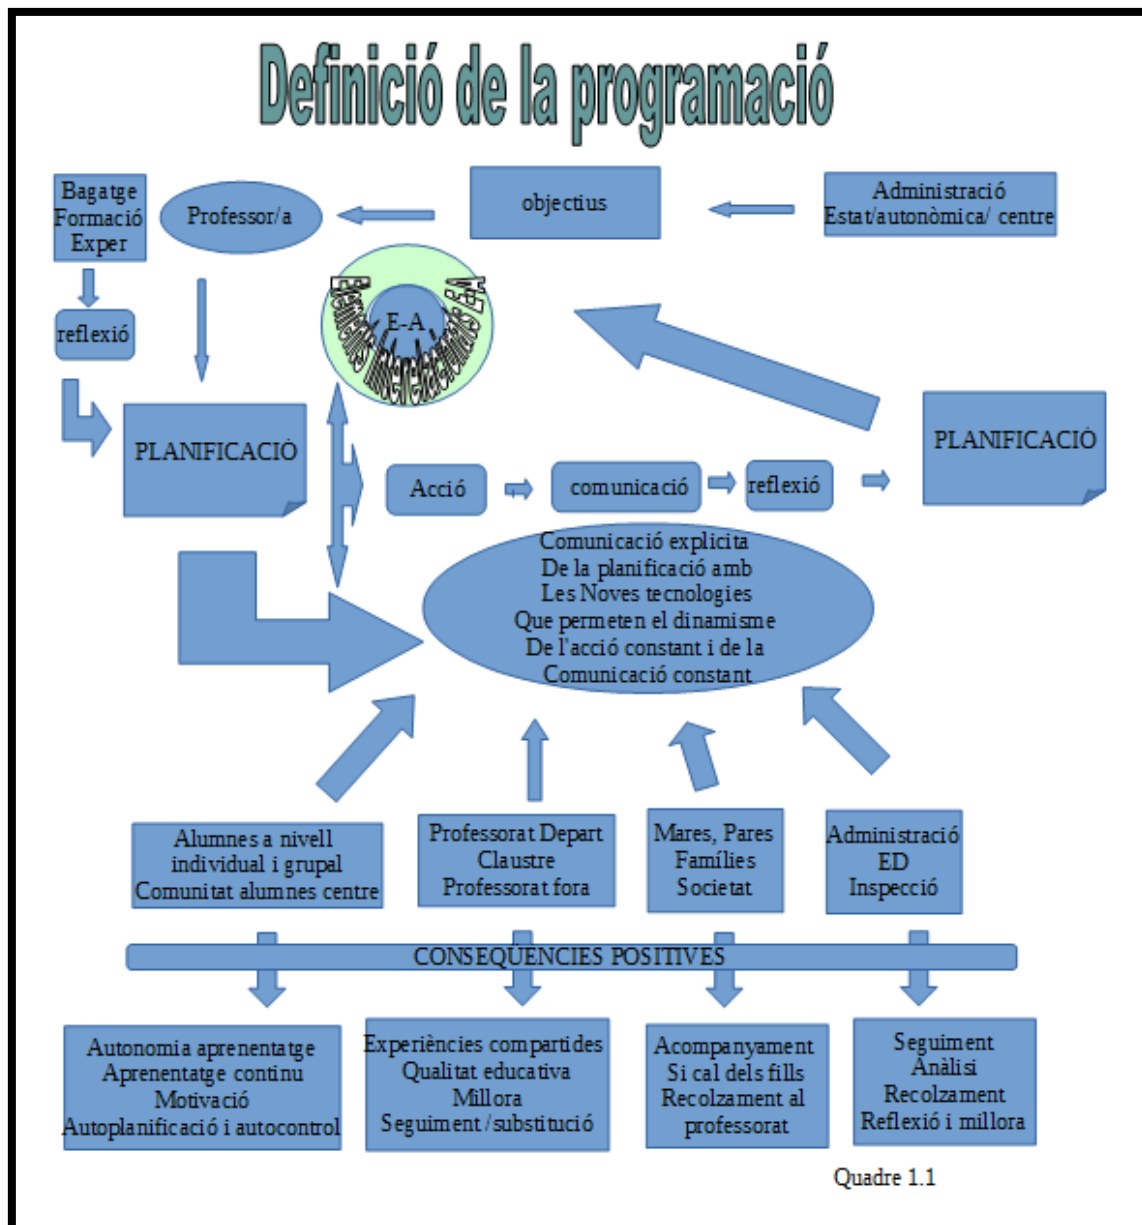 Definició de la programació
Bagatge
Formació
Exper
Professor/a
objectius
Administració
Estat/autonòmica/ centre
reflexió
Elements interrelacionats E-A
E-A
PLANIFICACIÓ
Acció
comunicació
reflexió
PLANIFICACIÓ
Comunicació explicita
De la planificació amb
Les Noves tecnologies
Que permeten el dinamisme
De l'acció constant i de la
Comunicació constant
Alumnes a nivell
individual i grupal
Comunitat alumnes centre
Professorat Depart
Claustre
Professorat fora
Mares, Pares
Famílies
Societat
Administració
ED
Inspecció
CONSEQÜENCIES POSITIVES
Autonomia aprenentatge
Aprenentatge continu
Motivació
Autoplanificació i autocontrol
Experiències compartides
Qualitat educativa
Millora
Seguiment /substitució
Acompanyament
Si cal dels fills
Recolzament al
professorat
Seguiment
Anàlisi
Recolzament
Reflexió i millora
Quadre 1.1